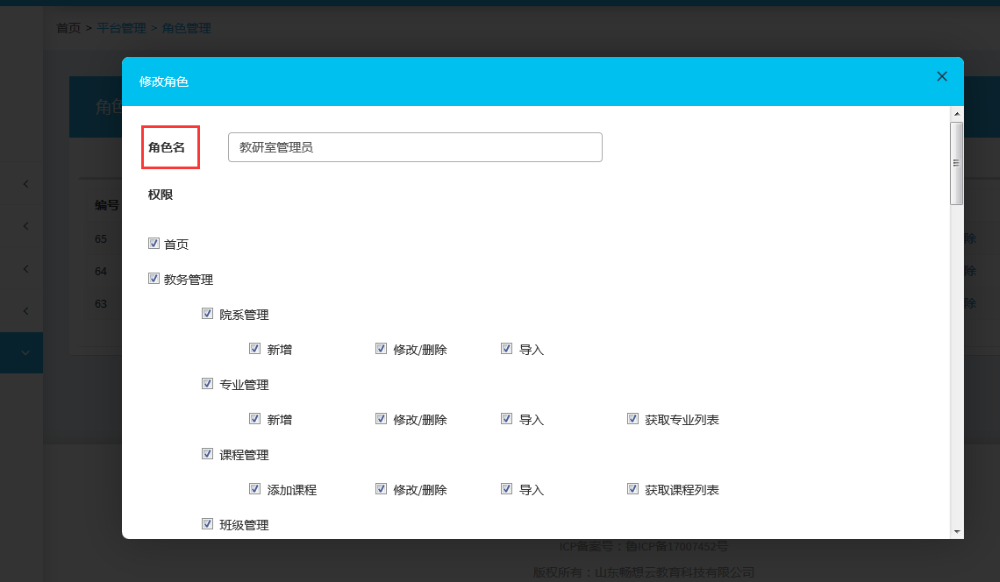 首页 > 平台管理 > 角色管理
修改角色
角色
角色名
教研室管理员
权限
编号
首页
65
除
64
除
教务管理
63
除
院系管理
新增 修改/删除 导入
专业管理
新增 修改/删除 导入 获取专业列表
课程管理
添加课程 修改/删除 导入 获取课程列表
班级管理
ICP备案号：鲁ICP备17007452号
版权所有：山东畅想云教育科技有限公司